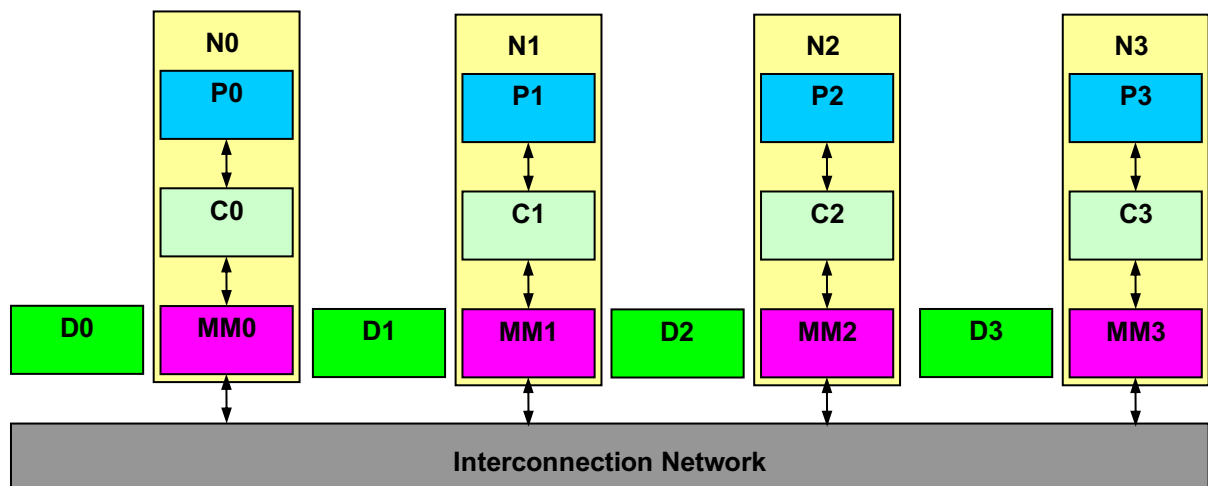 N0 N1 N2 N3
P0 P1 P2 P3
C0 C1 C2 C3
D0 MM0 D1 MM1 D2 MM2 D3 MM3
Interconnection Network